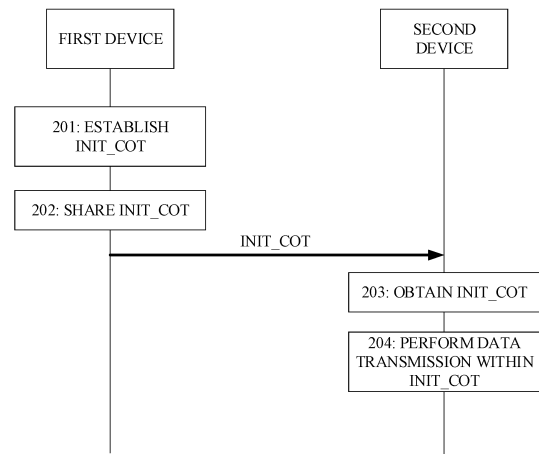 FIRST DEVICE
SECOND
DEVICE
201: ESTABLISH
INIT_COT
202: SHARE INIT_COT
INIT_COT
203: OBTAIN INIT_COT
204: PERFORM DATA
TRANSMISSION WITHIN
INIT_COT